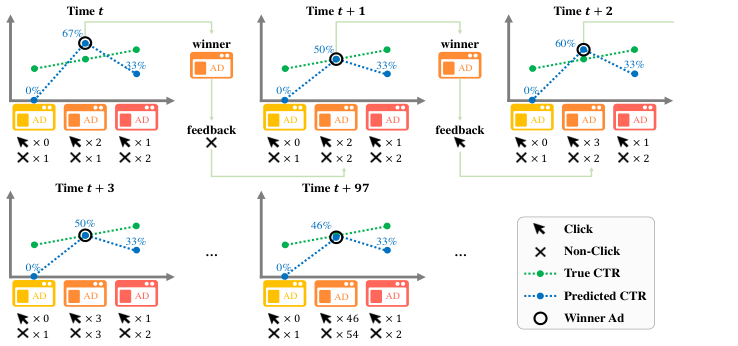 Time t
67%
0%
33%
AD AD AD
× 0 × 2 × 1
× 1 × 1 × 2
winner
AD
feedback
Time t + 1
50%
0%
33%
AD AD AD
× 0 × 2 × 1
× 1 × 2 × 2
winner
AD
feedback
Time t + 2
60%
0%
33%
AD AD AD
× 0 × 3 × 1
× 1 × 2 × 2
Time t + 3
50%
0%
33%
AD AD AD
× 0 × 3 × 1
× 1 × 3 × 2
...
Time t + 97
46%
0%
33%
AD AD AD
× 0 × 46 × 1
× 1 × 54 × 2
...
Click
Non-Click
True CTR
Predicted CTR
Winner Ad